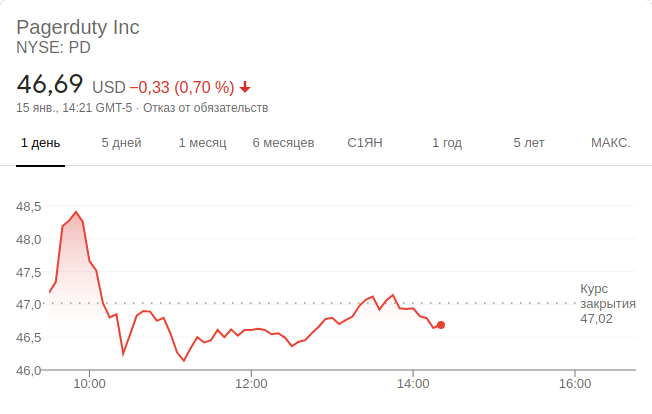 Pagerduty Inc
NYSE: PD
46,69 USD −0,33 (0,70 %)
15 янв., 14:21 GMT-5 · Отказ от обязательств
1 день 5 дней 1 месяц 6 месяцев С1ЯН 1 год 5 лет МАКС.
48,5
48,0
47,5
47,0
46,5
46,0
Курс
закрытия
47,02
10:00 12:00 14:00 16:00